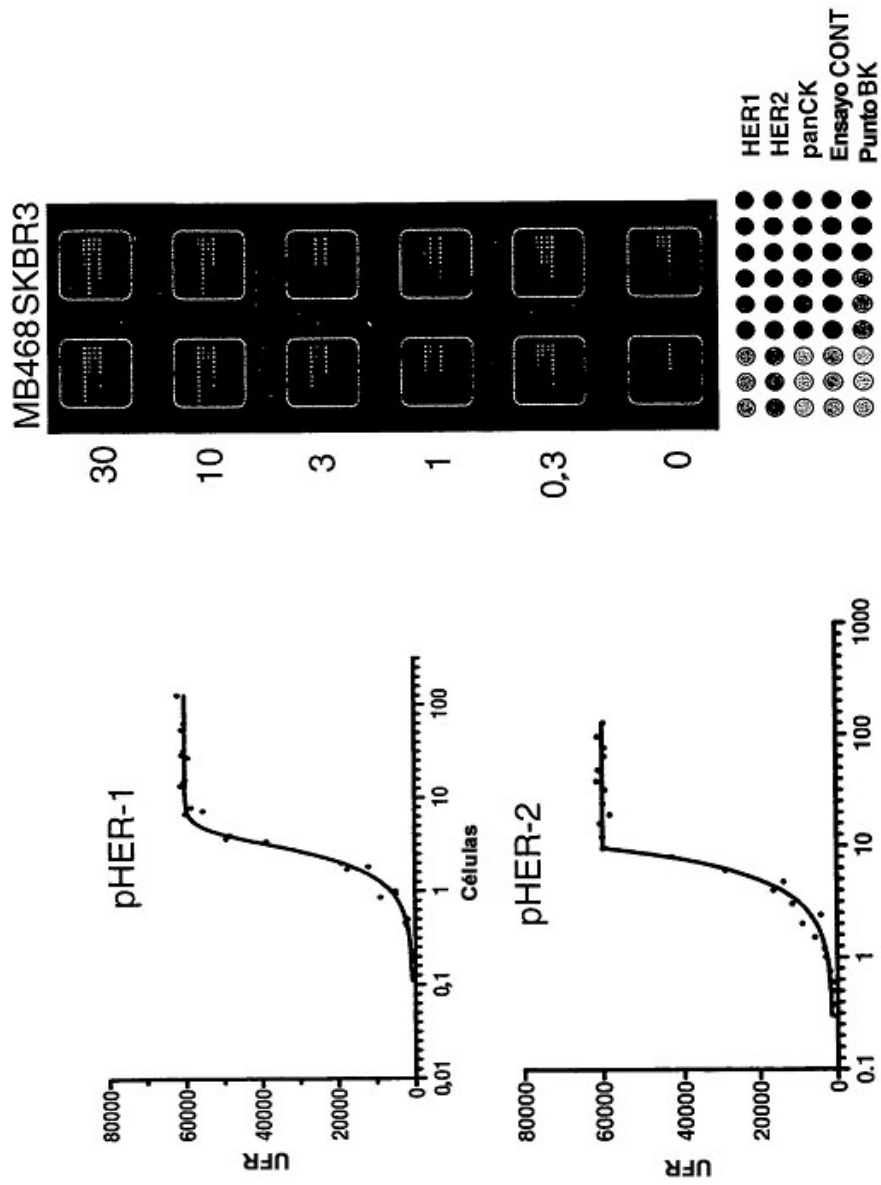 pHER-1
80000
60000
40000
20000
0
UFR
0,01
0,1
1
10
100
Células
pHER-2
80000
60000
40000
20000
0
UFR
0.1
1
10
100
1000
MB468 SKBR3
30
10
3
1
0,3
0
HER1
HER2
panCK
Ensayo CONT
Punto BK